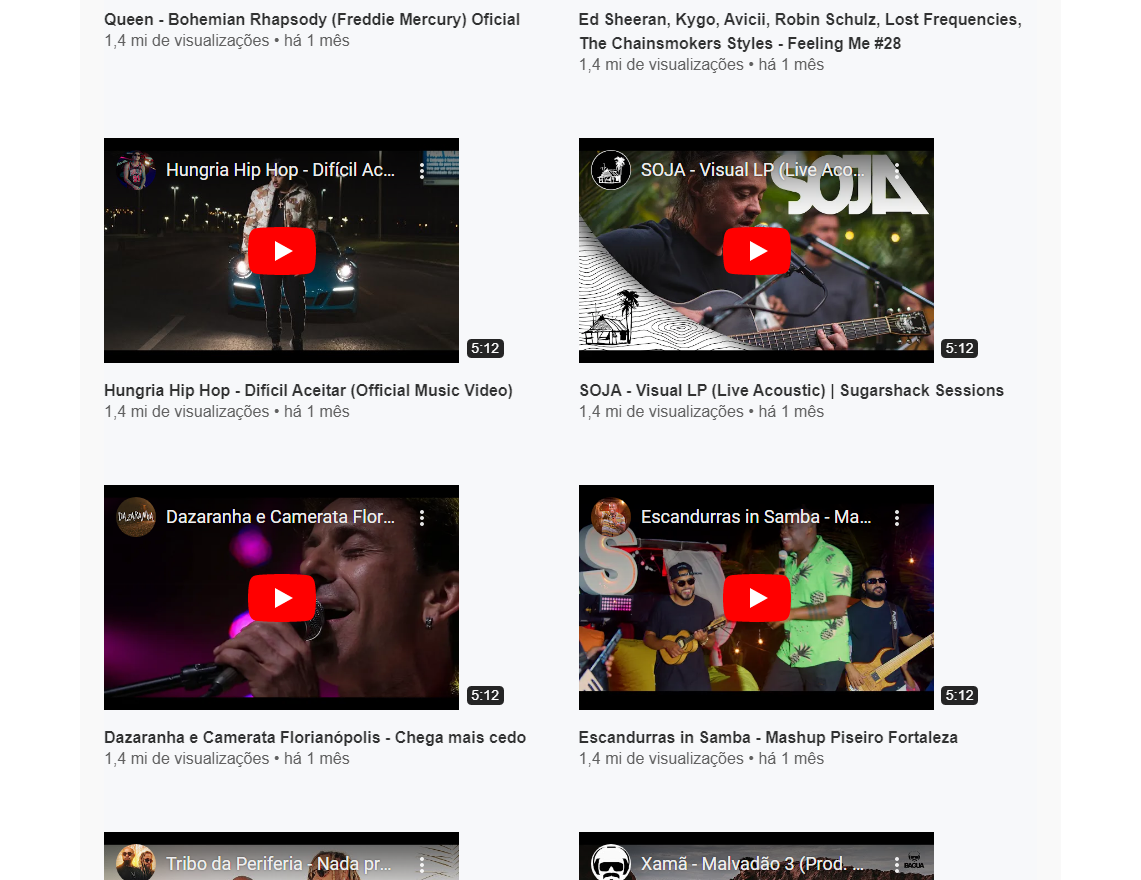 Queen - Bohemian Rhapsody (Freddie Mercury) Oficial
1,4 mi de visualizações • há 1 mês
Ed Sheeran, Kygo, Avicii, Robin Schulz, Lost Frequencies,
The Chainsmokers Styles - Feeling Me #28
1,4 mi de visualizações • há 1 mês
Hungria Hip Hop - Difícil Ac...
5:12
Hungria Hip Hop - Difícil Aceitar (Official Music Video)
1,4 mi de visualizações • há 1 mês
SOJA - Visual LP (Live Aco...
SOJA
5:12
SOJA - Visual LP (Live Acoustic) | Sugarshack Sessions
1,4 mi de visualizações • há 1 mês
DAZARANHA
Dazaranha e Camerata Flor...
5:12
Dazaranha e Camerata Florianópolis - Chega mais cedo
1,4 mi de visualizações • há 1 mês
Escandurras in Samba - Ma...
S
5:12
Escandurras in Samba - Mashup Piseiro Fortaleza
1,4 mi de visualizações • há 1 mês
Tribo da Periferia - Nada pr...
Xamã - Malvadão 3 (Prod. ...
BAGUA